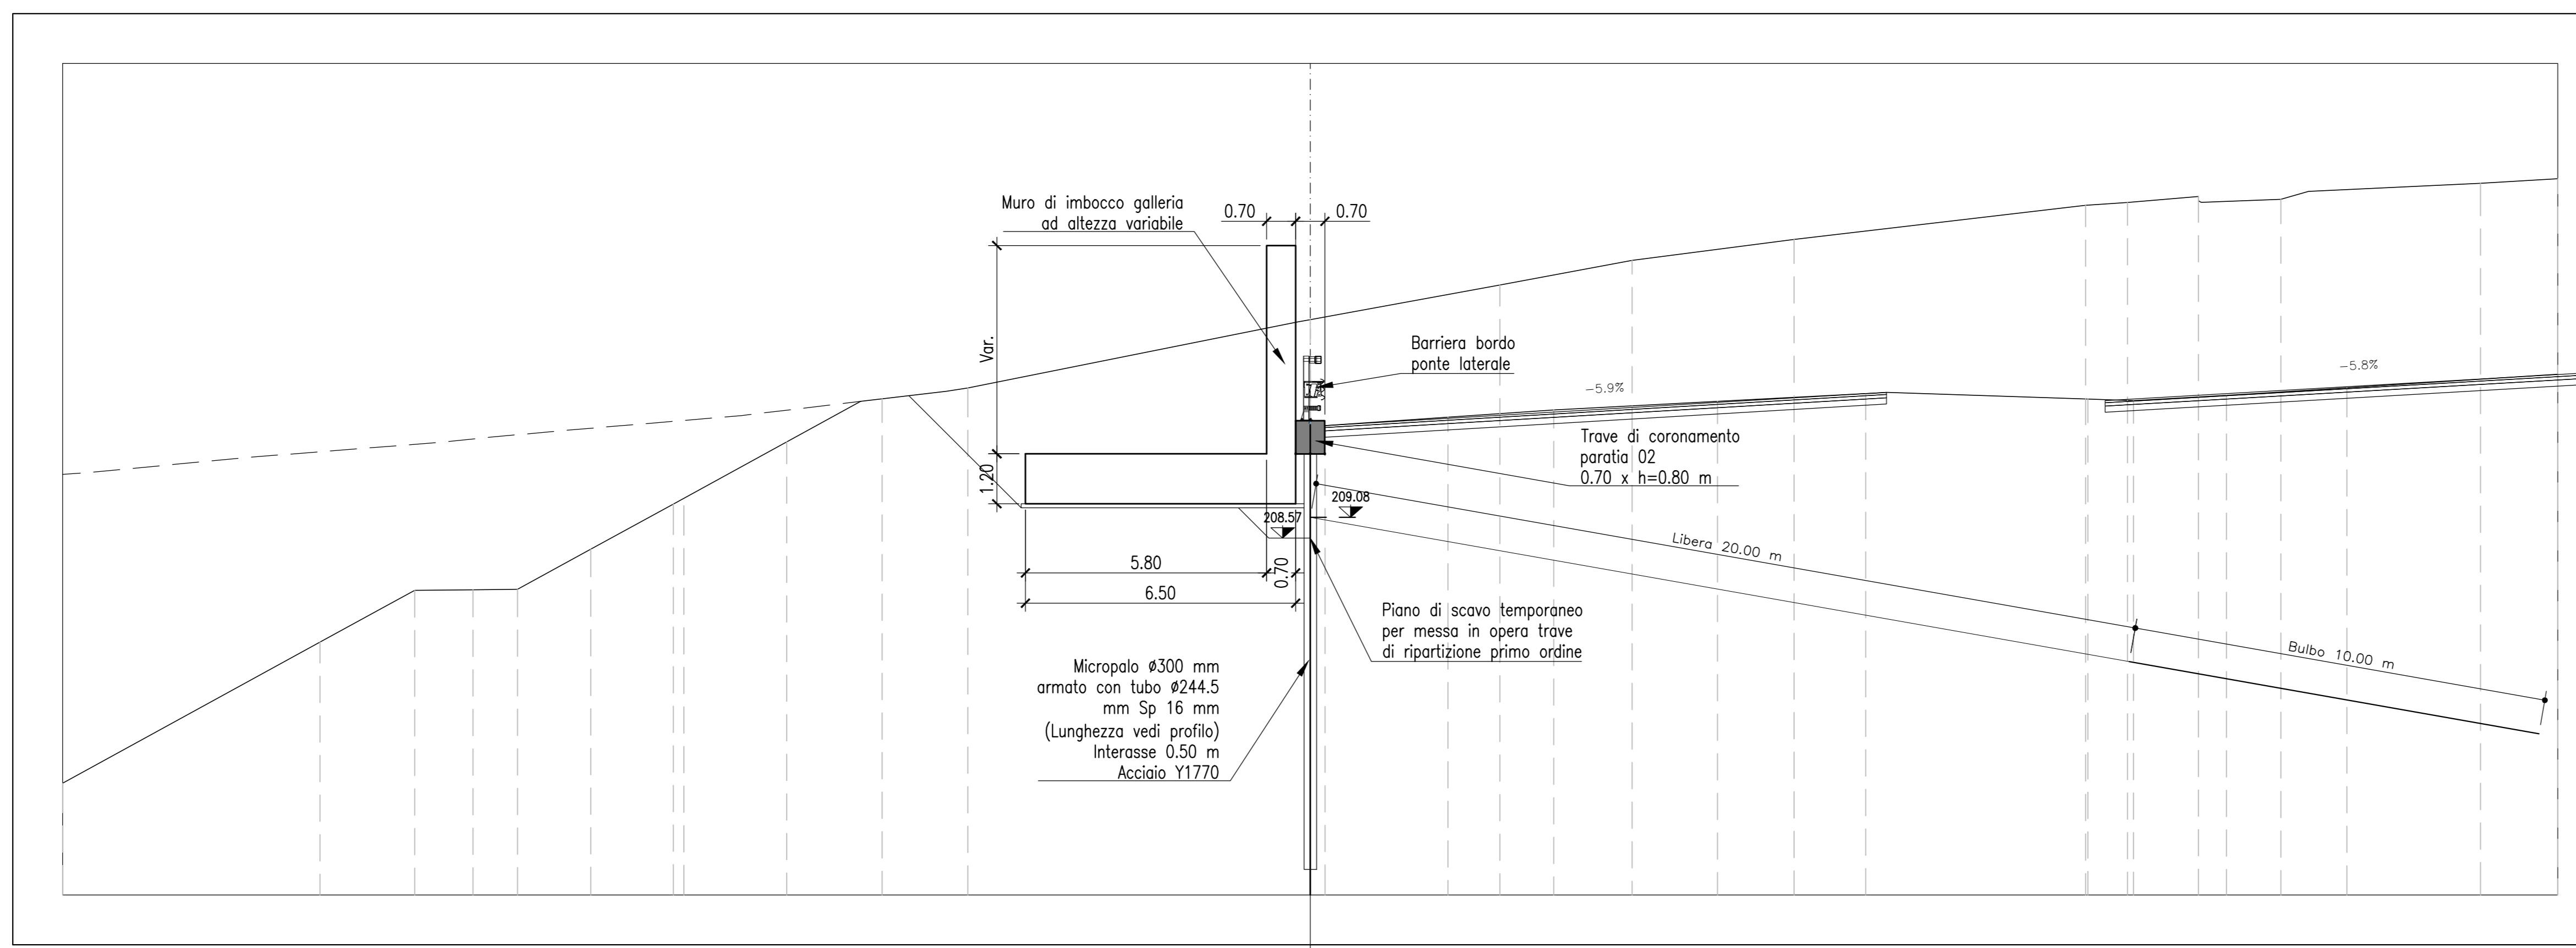 Muro di imbocco galleria
ad altezza variabile
0.70
0.70
Var.
1.20
Barriera bordo
ponte laterale
-5.9%
-5.8%
Trave di coronamento
paratia 02
0.70 x h=0.80 m
209.08
208.57
Libera 20.00 m
Bulbo 10.00 m
5.80
0.70
6.50
Piano di scavo temporaneo
per messa in opera trave
di ripartizione primo ordine
Micropalo ø300 mm
armato con tubo ø244.5
mm Sp 16 mm
(Lunghezza vedi profilo)
Interasse 0.50 m
Acciaio Y1770